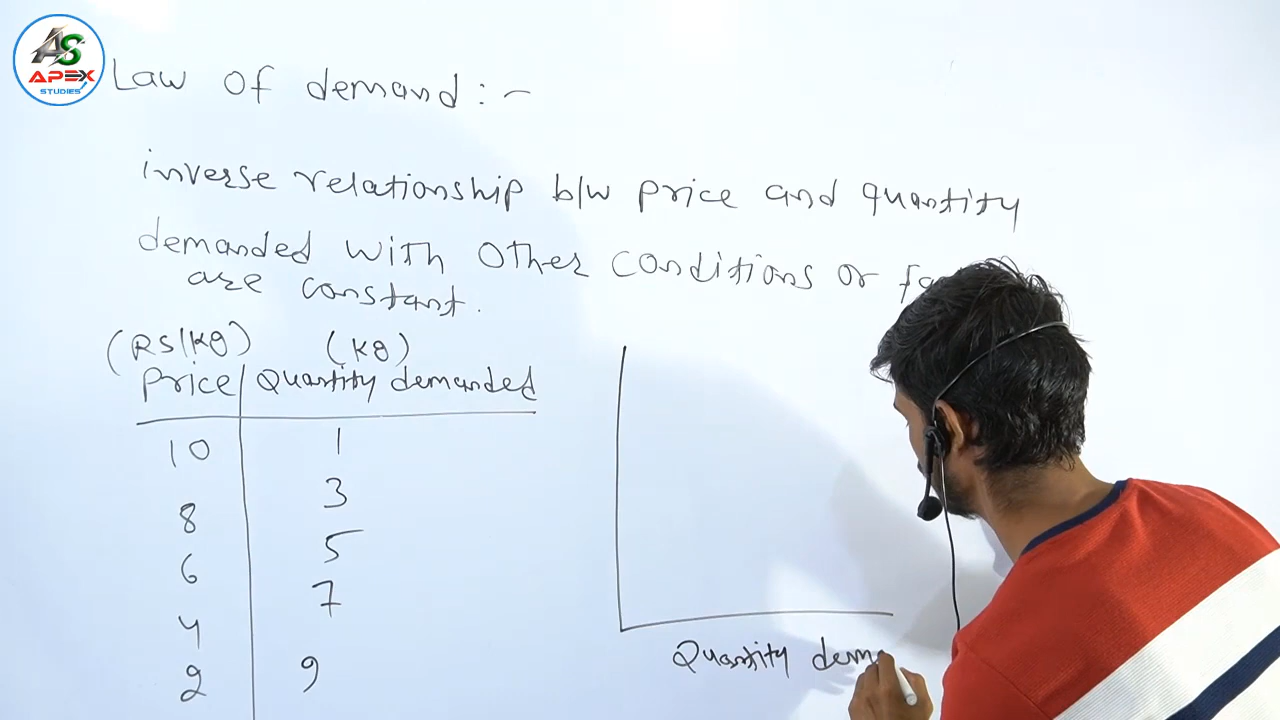 AS
APEX
STUDIES
Law of demand :-
inverse relationship b/w price and quantity
demanded with other conditions or
are constant.
(RS/Kg) (Kg)
Price Quantity demanded
10 1
8 3
6 5
4 7
2 9
Quantity dem